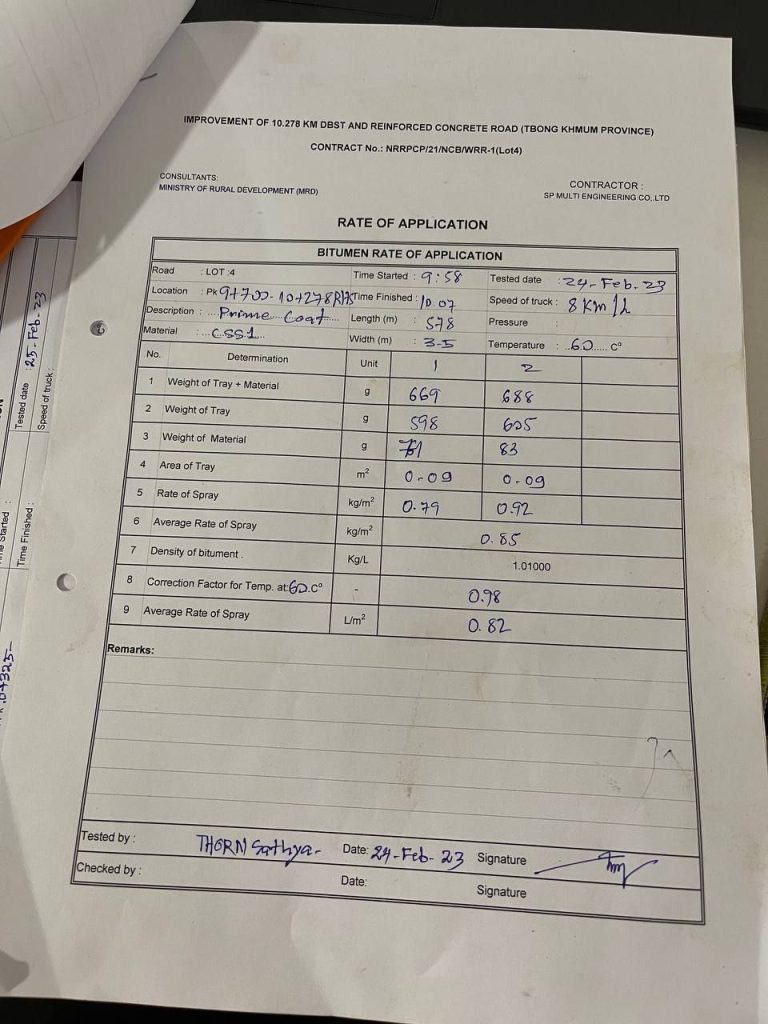 IMPROVEMENT OF 10.278 KM DBST AND REINFORCED CONCRETE ROAD (TBONG KHMUM PROVINCE)
CONTRACT No.: NRRPCP/21/NCB/WRR-1(Lot4)
CONSULTANTS:
MINISTRY OF RURAL DEVELOPMENT (MRD)
CONTRACTOR :
SP MULTI ENGINEERING CO,.LTD
RATE OF APPLICATION
BITUMEN RATE OF APPLICATION
Road : LOT :4 Time Started : 9:58 Tested date : 24-Feb. 23
Location : Pk 9+700-10+278 RHS Time Finished : 10.07 Speed of truck : 8 Km/h
Description : Prime Coat Length (m) : 578 Pressure :
Material : CSS1 Width (m) : 3.5 Temperature : 60 C°
No. Determination Unit 1 2
1 Weight of Tray + Material g 669 688
2 Weight of Tray g 598 605
3 Weight of Material g 71 83
4 Area of Tray m² 0.09 0.09
5 Rate of Spray kg/m² 0.79 0.92
6 Average Rate of Spray kg/m² 0.85
7 Density of bitument . Kg/L 1.01000
8 Correction Factor for Temp. at: 60.C° - 0.98
9 Average Rate of Spray L/m² 0.82
Remarks:
Tested by : THORN Sathya Date: 24-Feb-23 Signature :
Checked by : Date: Signature
Tested date : 25-Feb-23
Speed of truck :
Time Finished :